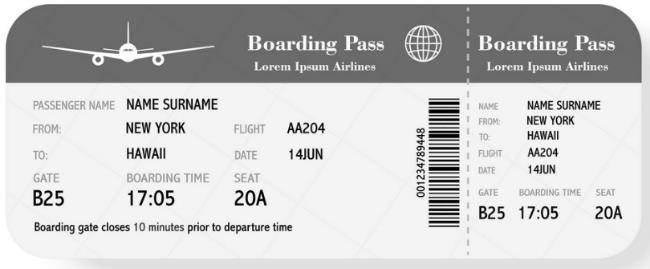 Boarding Pass
Lorem Ipsum Airlines
PASSENGER NAME NAME SURNAME
FROM: NEW YORK FLIGHT AA204
TO: HAWAII DATE 14JUN
GATE BOARDING TIME SEAT
B25 17:05 20A
Boarding gate closes 10 minutes prior to departure time
001234789448
Boarding Pass
Lorem Ipsum Airlines
NAME NAME SURNAME
FROM: NEW YORK
TO: HAWAII
FLIGHT AA204
DATE 14JUN
GATE BOARDING TIME SEAT
B25 17:05 20A